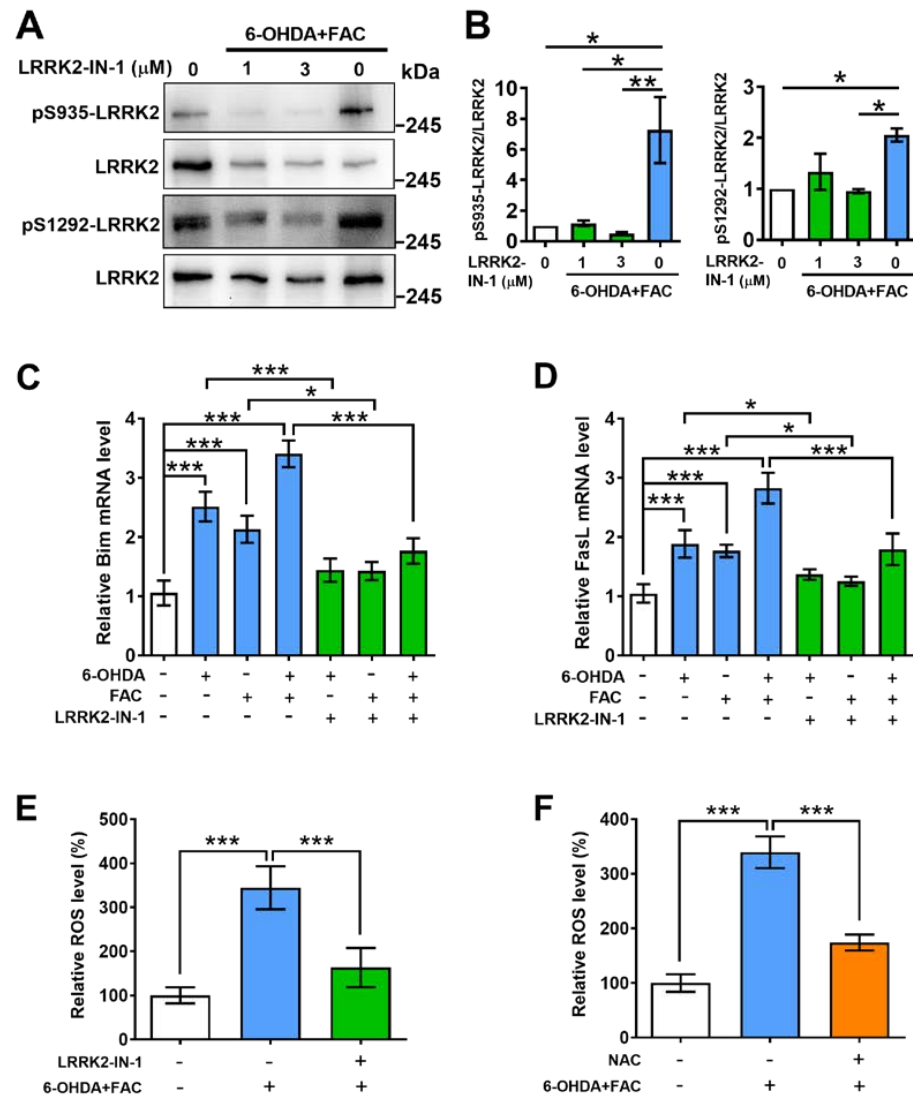 A
6-OHDA+FAC
LRRK2-IN-1 (μM) 0 1 3 0 kDa
pS935-LRRK2
-245
LRRK2
-245
pS1292-LRRK2
-245
LRRK2
-245
B
pS935-LRRK2/LRRK2
10
8
6
4
2
0
*
*
**
LRRK2-
IN-1 (μM)
0 1 3 0
6-OHDA+FAC
pS1292-LRRK2/LRRK2
3
2
1
0
*
*
LRRK2-
IN-1 (μM)
0 1 3 0
6-OHDA+FAC
C
Relative Bim mRNA level
4
3
2
1
0
***
*
***
***
***
***
6-OHDA - + - + + - +
FAC - - + + - + +
LRRK2-IN-1 - - - - + + +
D
Relative FasL mRNA level
4
3
2
1
0
*
*
***
***
***
***
6-OHDA - + - + + - +
FAC - - + + - + +
LRRK2-IN-1 - - - - + + +
E
Relative ROS level (%)
500
400
300
200
100
0
***
***
LRRK2-IN-1 - - +
6-OHDA+FAC - + +
F
Relative ROS level (%)
400
300
200
100
0
***
***
NAC - - +
6-OHDA+FAC - + +